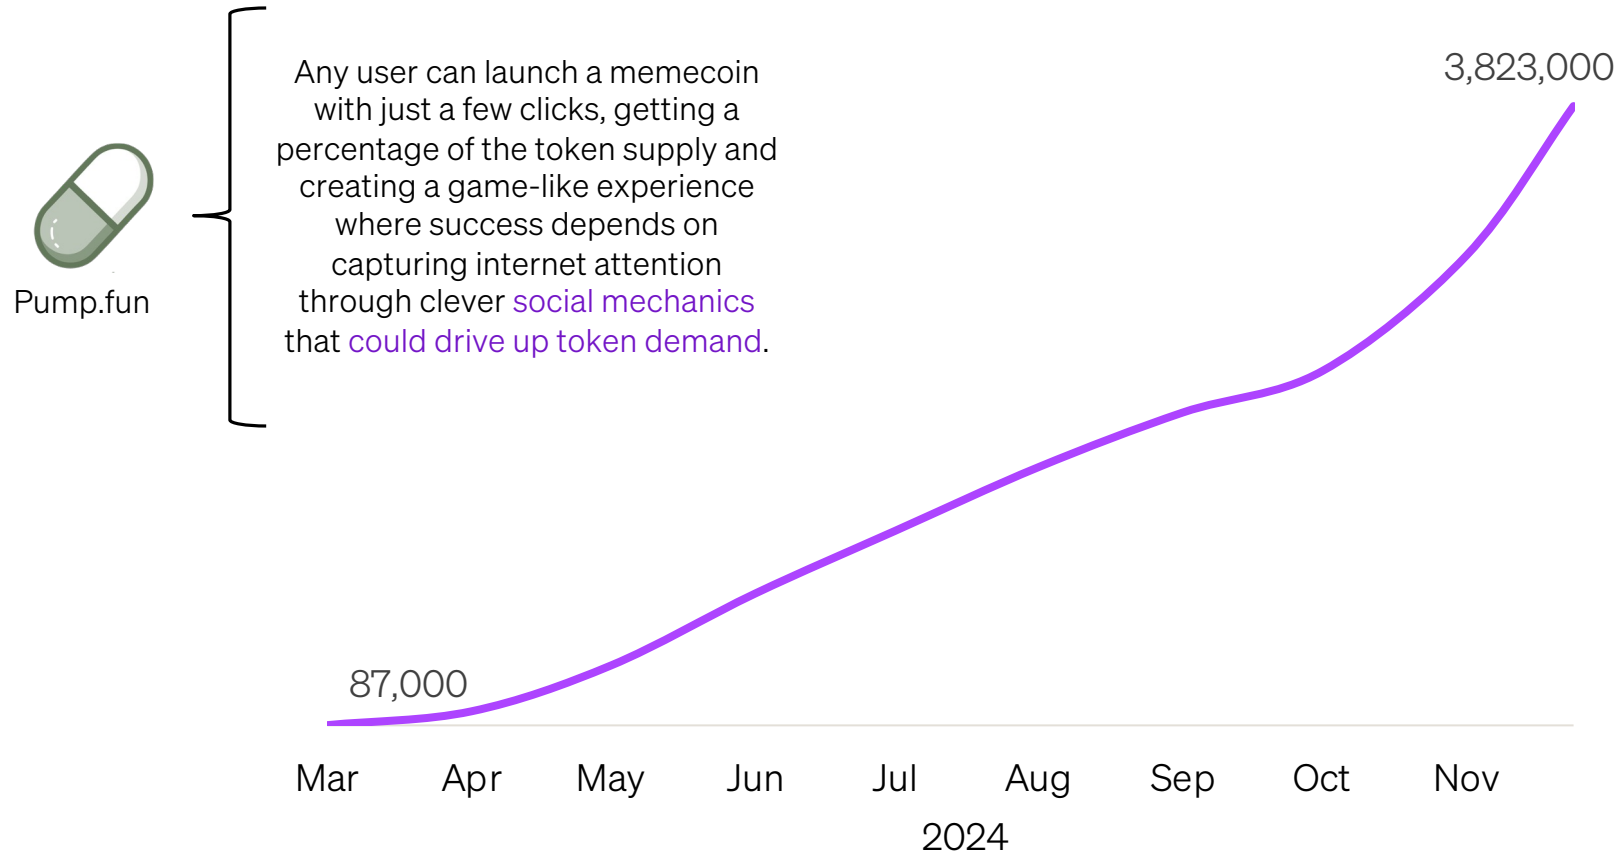 Any user can launch a memecoin
with just a few clicks, getting a
percentage of the token supply and
creating a game-like experience
where success depends on
capturing internet attention
through clever social mechanics
that could drive up token demand.
Pump.fun
3,823,000
87,000
Mar Apr May Jun Jul Aug Sep Oct Nov
2024